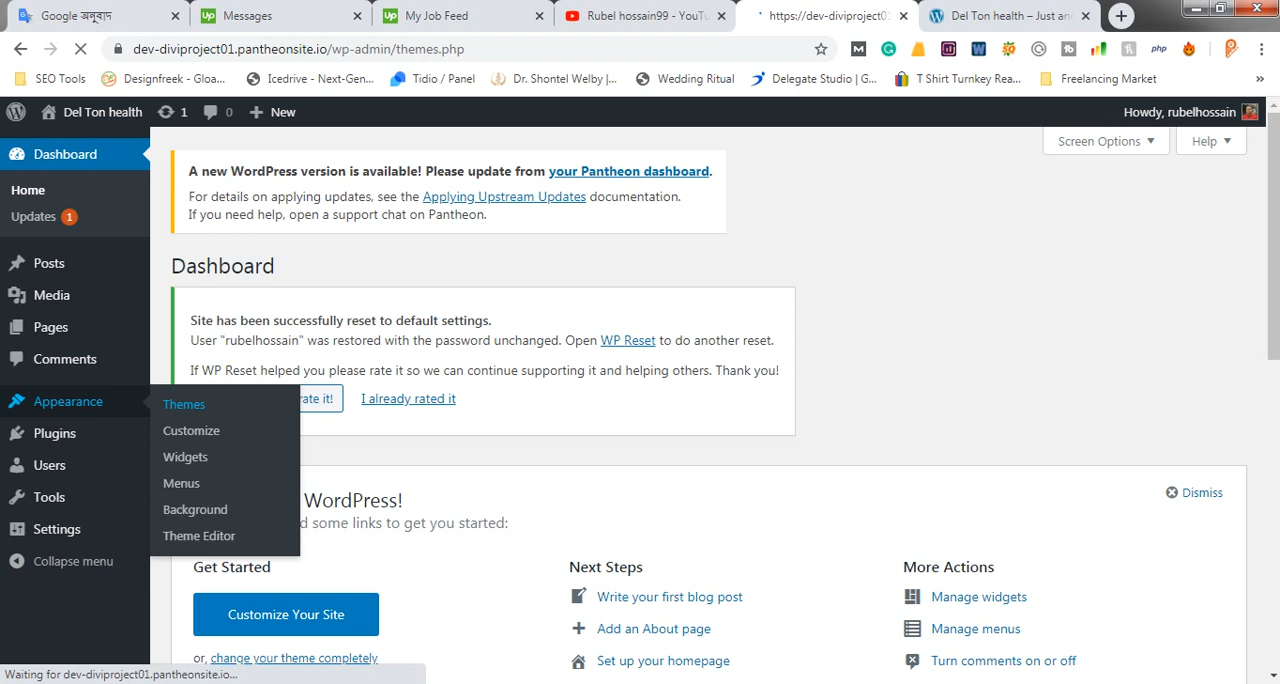 Google অনুবাদ
Messages
My Job Feed
Rubel hossain99 - YouTu
https://dev-diviproject01
Del Ton health – Just an
dev-diviproject01.pantheonsite.io/wp-admin/themes.php
SEO Tools
Designfreek - Gloa...
Icedrive - Next-Gen...
Tidio / Panel
Dr. Shontel Welby |...
Wedding Ritual
Delegate Studio | G...
T Shirt Turnkey Rea...
Freelancing Market
»
Del Ton health
1
0
New
Howdy, rubelhossain
Dashboard
Home
Updates 1
Posts
Media
Pages
Comments
Appearance
Plugins
Users
Tools
Settings
Collapse menu
Themes
Customize
Widgets
Menus
Background
Theme Editor
Screen Options
Help
A new WordPress version is available! Please update from your Pantheon dashboard.
For details on applying updates, see the Applying Upstream Updates documentation.
If you need help, open a support chat on Pantheon.
Dashboard
Site has been successfully reset to default settings.
User "rubelhossain" was restored with the password unchanged. Open WP Reset to do another reset.
If WP Reset helped you please rate it so we can continue supporting it and helping others. Thank you!
rate it!
I already rated it
WordPress!
d some links to get you started:
Dismiss
Get Started
Customize Your Site
or, change your theme completely
Next Steps
Write your first blog post
Add an About page
Set up your homepage
More Actions
Manage widgets
Manage menus
Turn comments on or off
Waiting for dev-diviproject01.pantheonsite.io...